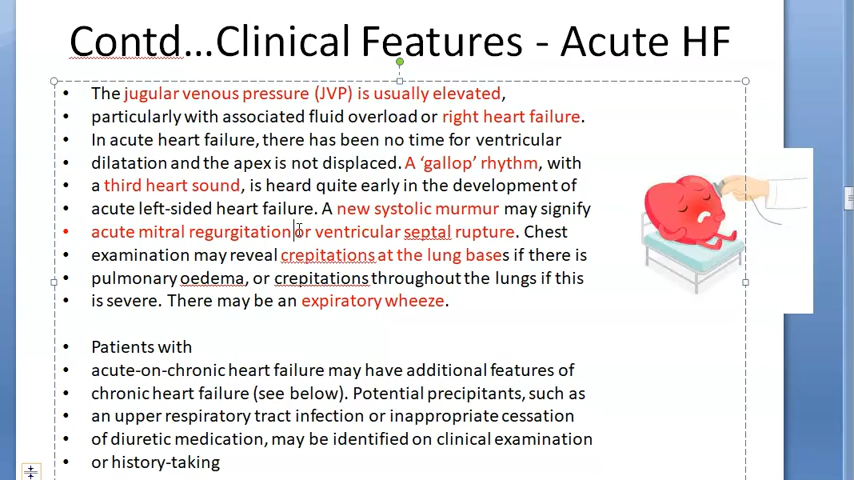 Contd...Clinical Features - Acute HF
• The jugular venous pressure (JVP) is usually elevated,
• particularly with associated fluid overload or right heart failure.
• In acute heart failure, there has been no time for ventricular
• dilatation and the apex is not displaced. A ‘gallop’ rhythm, with
• a third heart sound, is heard quite early in the development of
• acute left-sided heart failure. A new systolic murmur may signify
• acute mitral regurgitation or ventricular septal rupture. Chest
• examination may reveal crepitations at the lung bases if there is
• pulmonary oedema, or crepitations throughout the lungs if this
• is severe. There may be an expiratory wheeze.
• Patients with
• acute-on-chronic heart failure may have additional features of
• chronic heart failure (see below). Potential precipitants, such as
• an upper respiratory tract infection or inappropriate cessation
• of diuretic medication, may be identified on clinical examination
• or history-taking